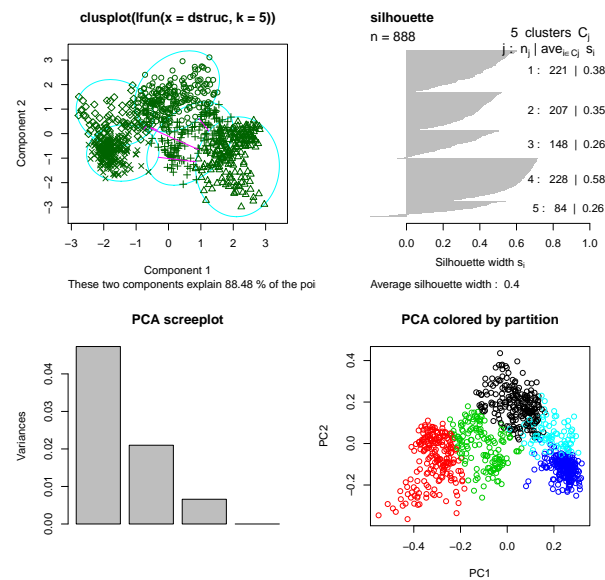 clusplot(lfun(x = dstruc, k = 5))
Component 2
3
2
1
0
−1
−2
−3
−3 −2 −1 0 1 2 3
Component 1
These two components explain 88.48 % of the poi
silhouette
n = 888
5 clusters Cj
j : nj | avei∈Cj si
1 : 221 | 0.38
2 : 207 | 0.35
3 : 148 | 0.26
4 : 228 | 0.58
5 : 84 | 0.26
0.0 0.2 0.4 0.6 0.8 1.0
Silhouette width si
Average silhouette width : 0.4
PCA screeplot
Variances
0.04
0.03
0.02
0.01
0.00
PCA colored by partition
PC2
0.4
0.2
0.0
−0.2
−0.4 −0.2 0.0 0.2
PC1